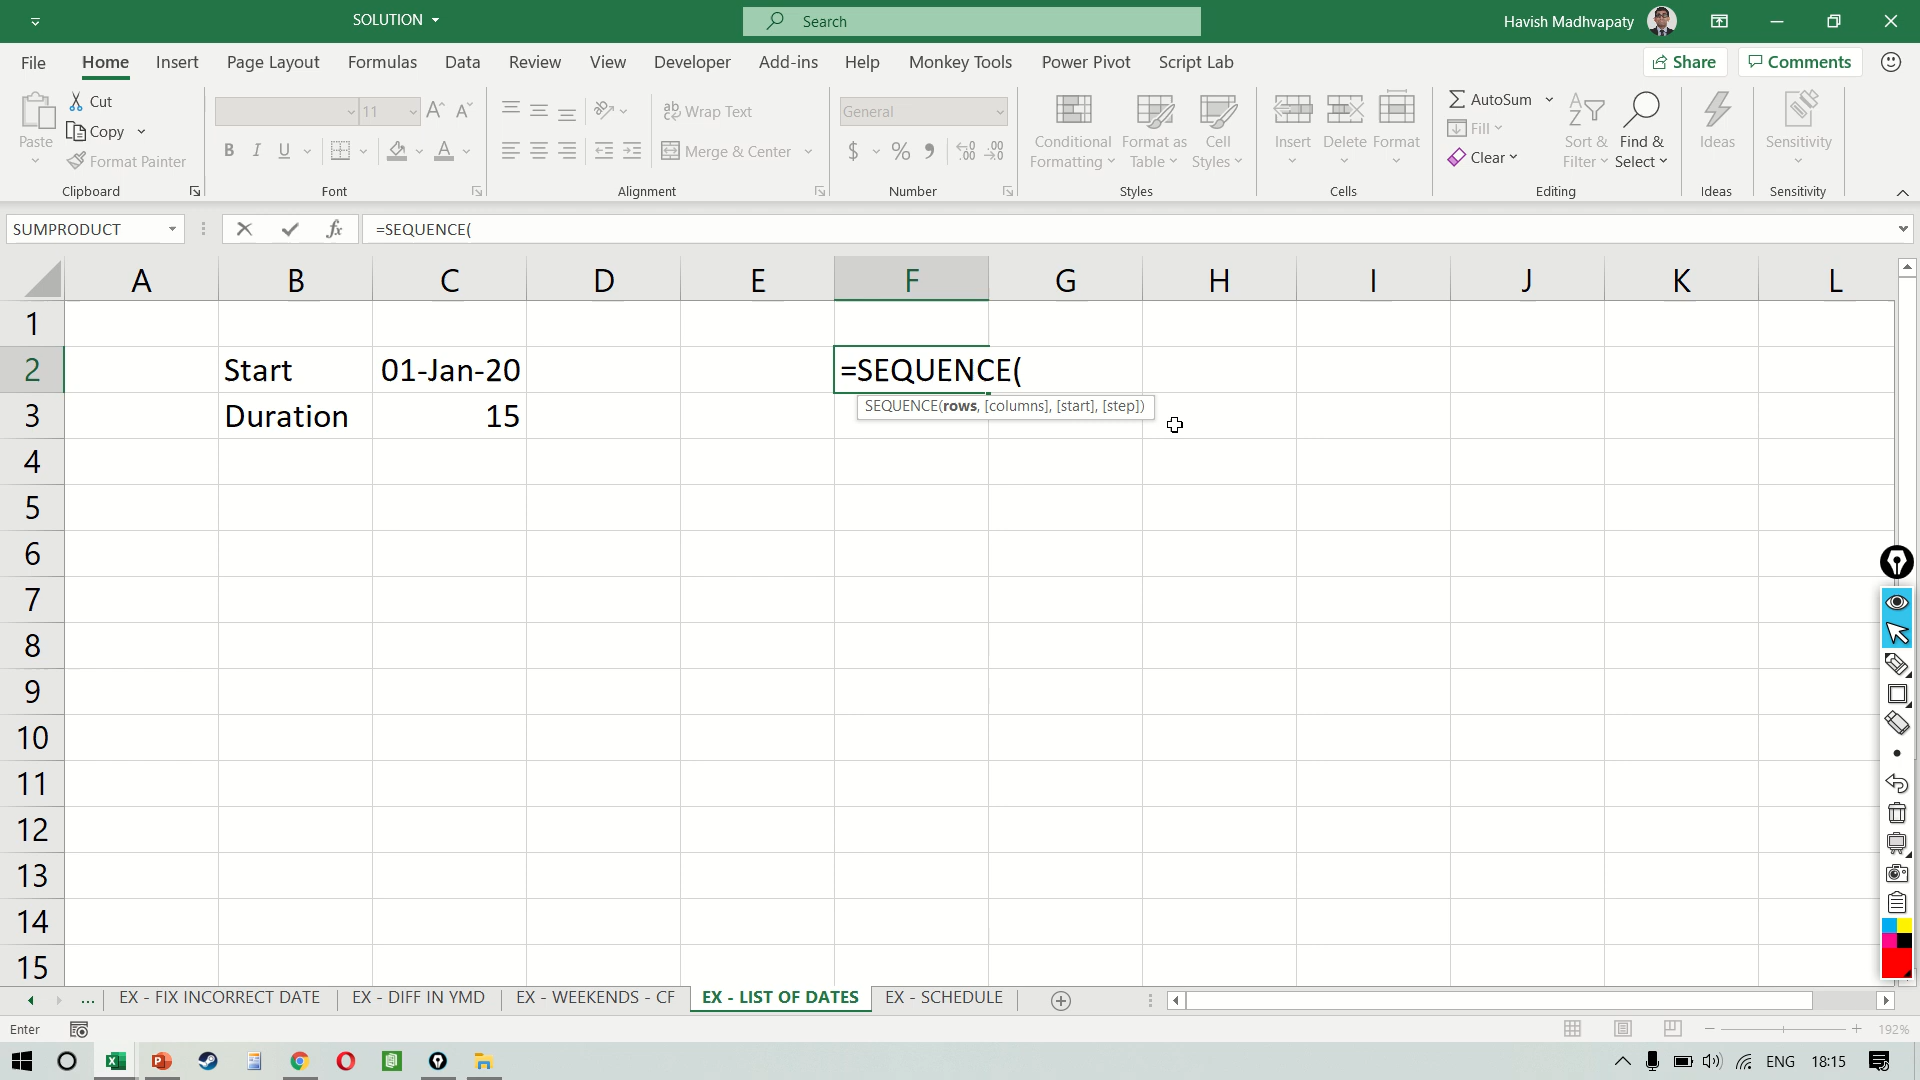 SOLUTION
Search
Havish Madhvapaty
File Home Insert Page Layout Formulas Data Review View Developer Add-ins Help Monkey Tools Power Pivot Script Lab
Share
Comments
Paste
Cut
Copy
Format Painter
Clipboard
11
B I U
A
Font
Wrap Text
Merge & Center
Alignment
General
$ % 9
Number
Conditional Formatting
Format as Table
Cell Styles
Styles
Insert
Delete
Format
Cells
AutoSum
Fill
Clear
Sort & Filter
Find & Select
Editing
Ideas
Ideas
Sensitivity
Sensitivity
SUMPRODUCT
fx
=SEQUENCE(
A B C D E F G H I J K L
1
2 Start 01-Jan-20 =SEQUENCE(
SEQUENCE(rows, [columns], [start], [step])
3 Duration 15
4
5
6
7
8
9
10
11
12
13
14
15
... EX - FIX INCORRECT DATE EX - DIFF IN YMD EX - WEEKENDS - CF EX - LIST OF DATES EX - SCHEDULE
Enter
192%
ENG 18:15